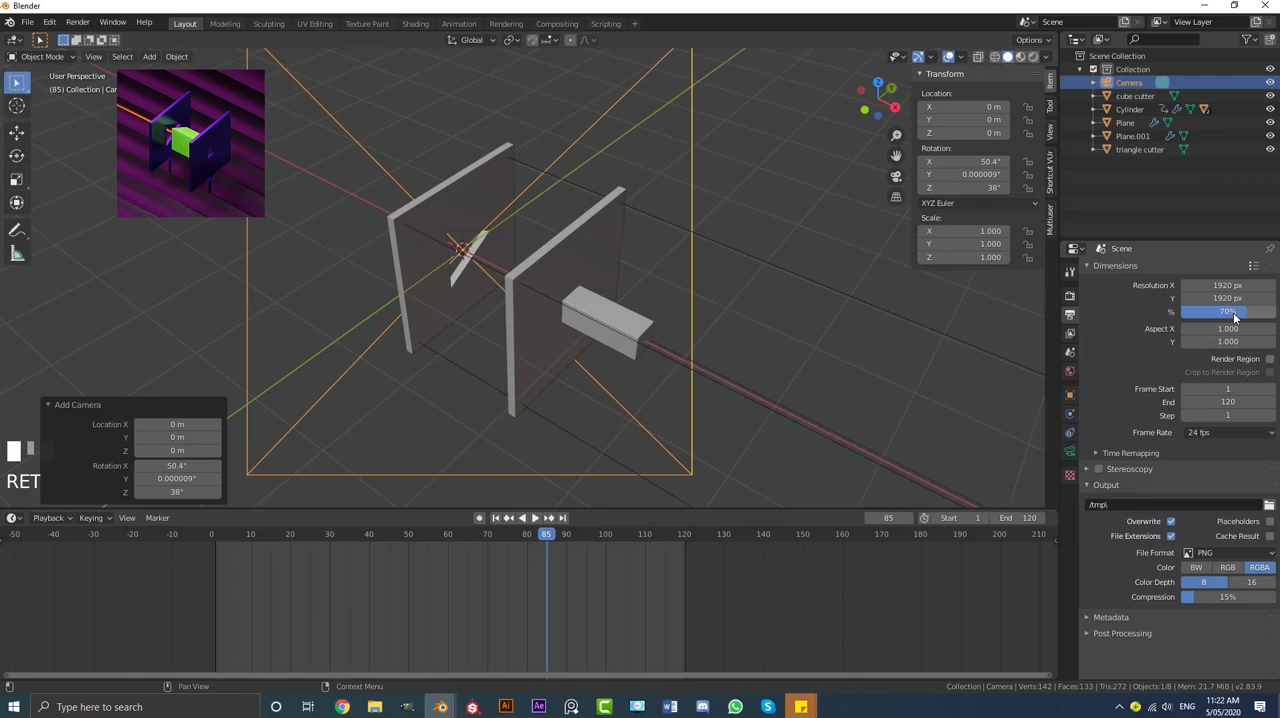 Blender
File Edit Render Window Help Layout Modeling Sculpting UV Editing Texture Paint Shading Animation Rendering Compositing Scripting + Scene View Layer
Global Options
Object Mode View Select Add Object
User Perspective
(85) Collection | Car
Transform
Location:
X 0 m
Y 0 m
Z 0 m
Rotation:
X 50.4°
Y 0.000009°
Z 38°
XYZ Euler
Scale:
X 1.000
Y 1.000
Z 1.000
Item
Tool
View
Shortcut VUr
Multiuser
Scene Collection
Collection
Camera
cube cutter
Cylinder 2
Plane
Plane.001
triangle cutter
Scene
Dimensions
Resolution X 1920 px
Y 1920 px
% 70%
Aspect X 1.000
Y 1.000
Render Region
Crop to Render Region
Frame Start 1
End 120
Step 1
Frame Rate 24 fps
Time Remapping
Stereoscopy
Output
/tmp\
Overwrite Placeholders
File Extensions Cache Result
File Format PNG
Color BW RGB RGBA
Color Depth 8 16
Compression 15%
Metadata
Post Processing
Add Camera
Location X 0 m
Y 0 m
Z 0 m
Rotation X 50.4°
Y 0.000009°
Z 38°
RET
Playback Keying View Marker 85 Start 1 End 120
-50 -40 -30 -20 -10 0 10 20 30 40 50 60 70 80 85 90 100 110 120 130 140 150 160 170 180 190 200 210
Pan View Context Menu Collection | Camera | Verts:142 | Faces:133 | Tris:272 | Objects:1/8 | Mem: 21.7 MiB | v2.83.9
Type here to search ENG 11:22 AM
5/05/2020